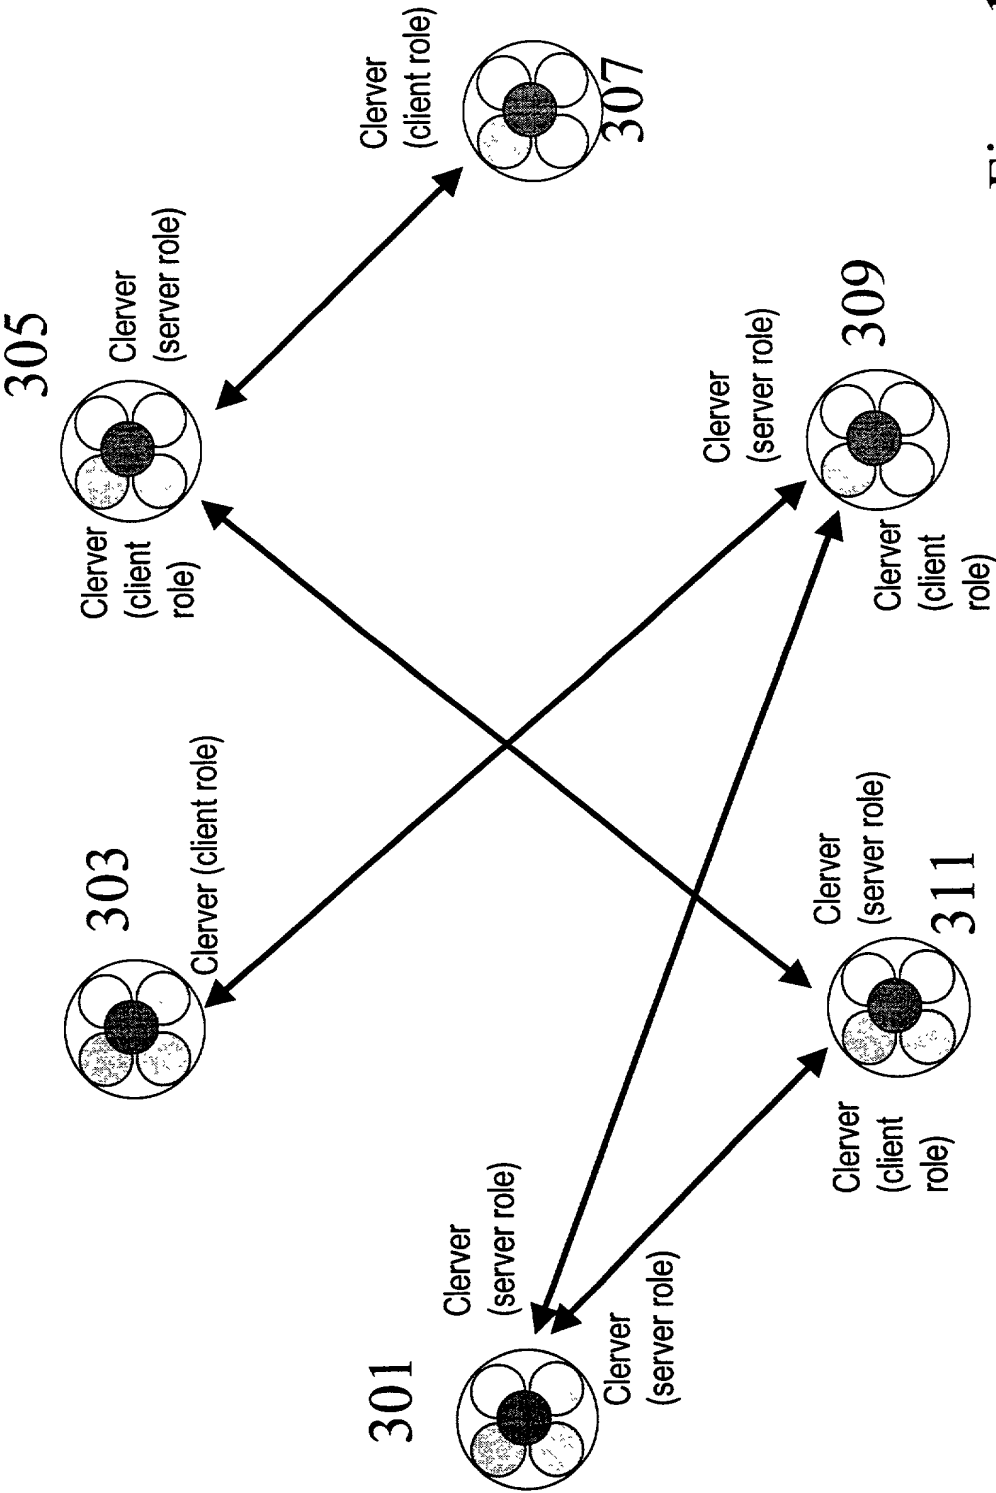 305
Clerver
(client
role)
Clerver
(server role)
303
Clerver (client role)
Clerver
(client role)
307
301
Clerver
(server role)
Clerver
(server role)
Clerver
(server role)
309
Clerver
(client
role)
Clerver
(server role)
311
Clerver
(client
role)